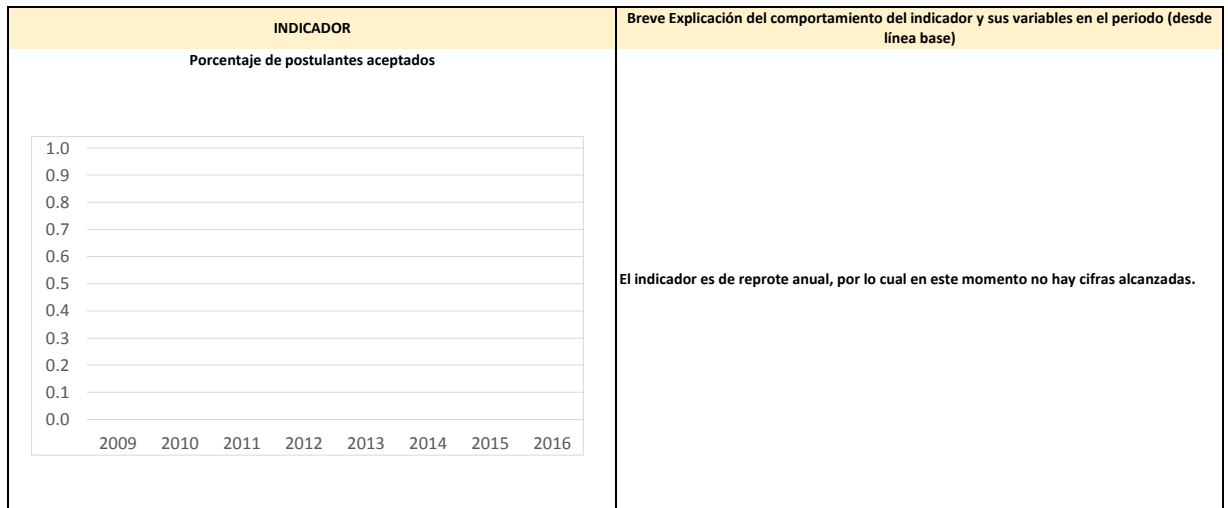 INDICADOR
Breve Explicación del comportamiento del indicador y sus variables en el periodo (desde
línea base)
Porcentaje de postulantes aceptados
1.0
0.9
0.8
0.7
0.6
0.5
0.4
0.3
0.2
0.1
0.0
2009 2010 2011 2012 2013 2014 2015 2016
El indicador es de reprote anual, por lo cual en este momento no hay cifras alcanzadas.